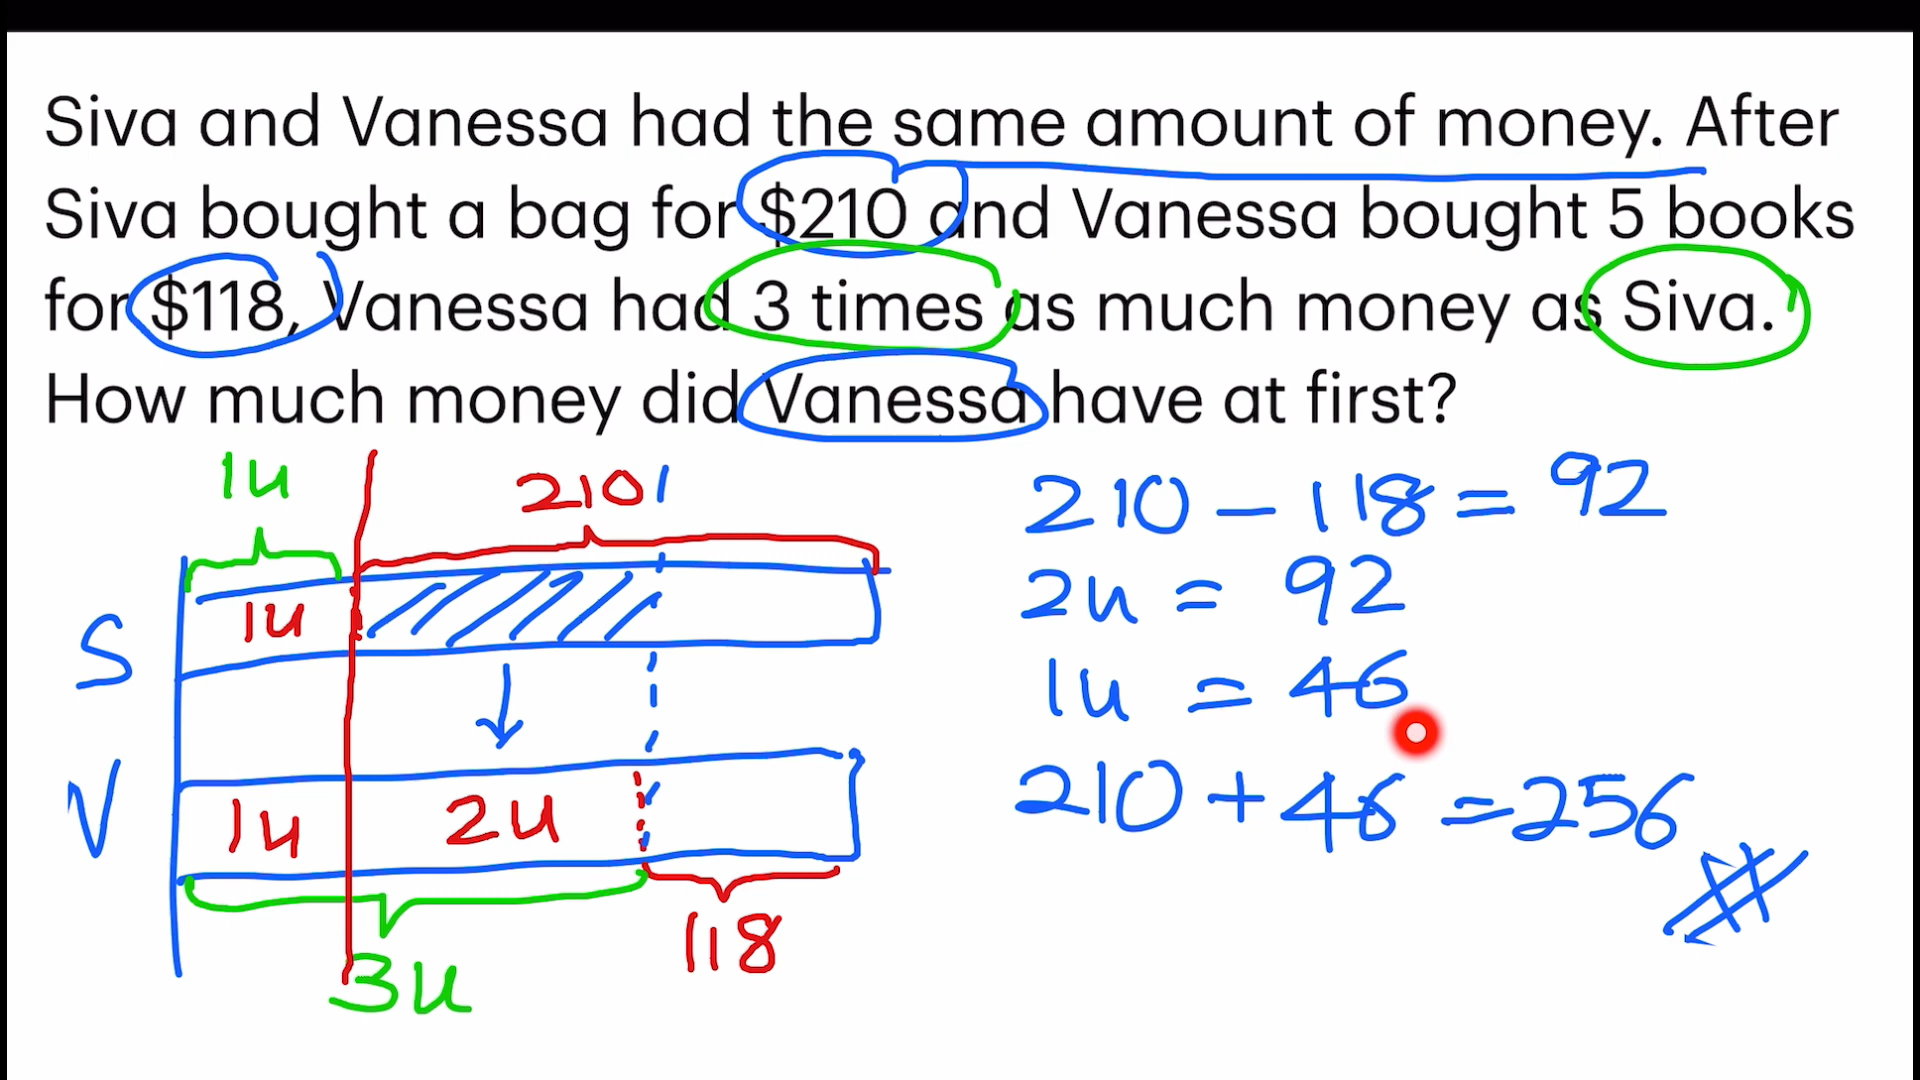 Siva and Vanessa had the same amount of money. After
Siva bought a bag for $210 and Vanessa bought 5 books
for $118, Vanessa had 3 times as much money as Siva.
How much money did Vanessa have at first?
1u 210
S 1u
V 1u 2u
3u 118
210 - 118 = 92
2u = 92
1u = 46
210 + 46 = 256